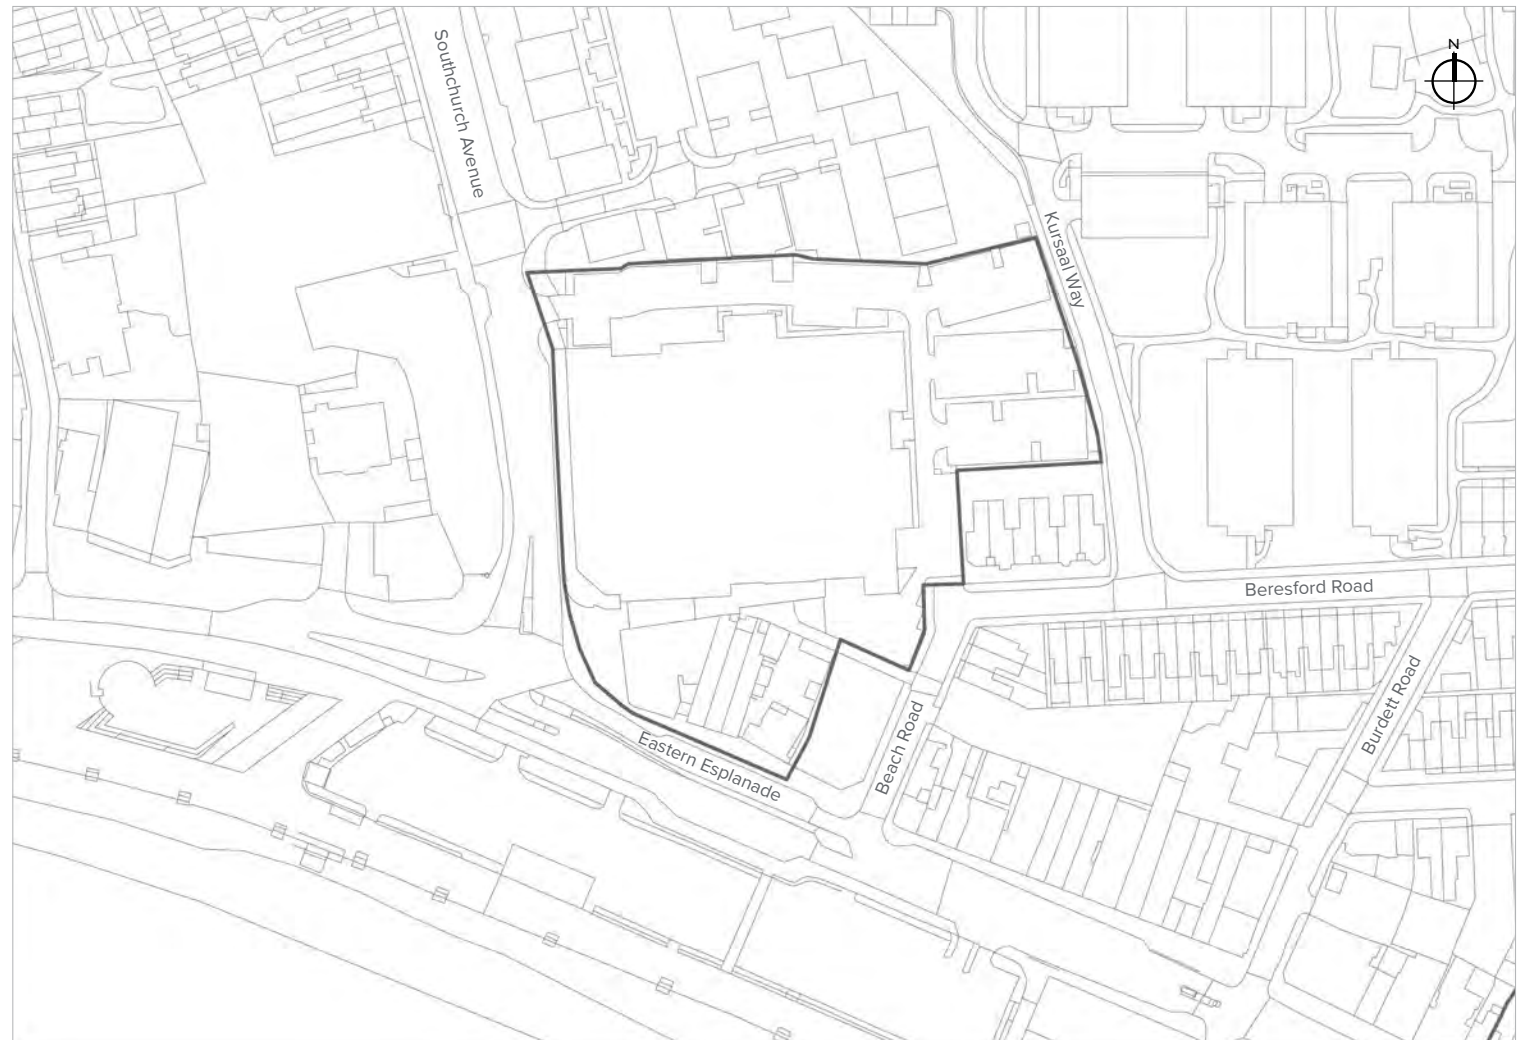 Southchurch Avenue
N
Kursaal Way
Beresford Road
Burdett Road
Beach Road
Eastern Esplanade